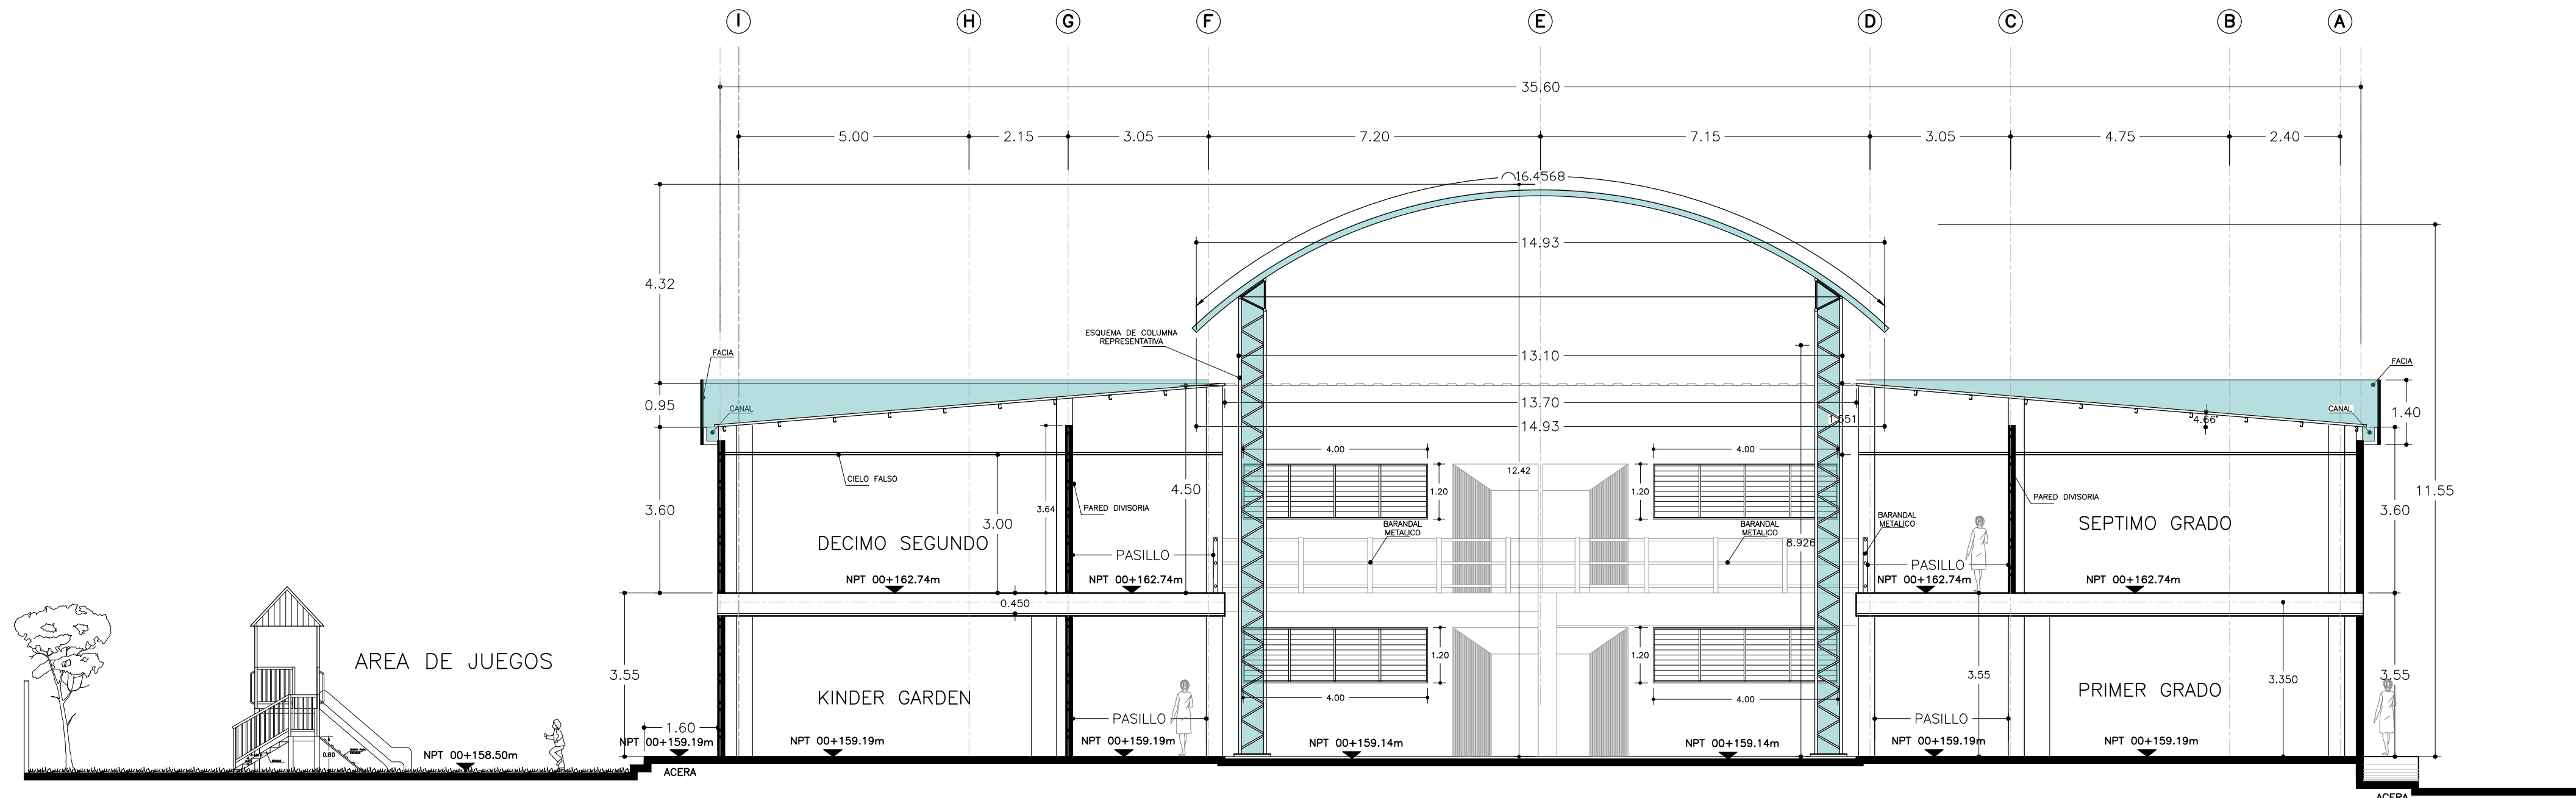 I H G F E D C B A
35.60
5.00 2.15 3.05 7.20 7.15 3.05 4.75 2.40
16.4568
14.93
4.32
ESQUEMA DE COLUMNA
REPRESENTATIVA
FACIA
FACIA
13.10
0.95
CANAL
13.70
CANAL
1.40
1.551
4.66°
14.93
4.00
4.00
12.42
CIELO FALSO
4.50
1.20
1.20
11.55
PARED DIVISORIA
PARED DIVISORIA
3.60
3.64
3.00
3.60
BARANDAL
METALICO
BARANDAL
METALICO
BARANDAL
METALICO
SEPTIMO GRADO
DECIMO SEGUNDO
8.926
PASILLO
PASILLO
NPT 00+162.74m
NPT 00+162.74m
NPT 00+162.74m
NPT 00+162.74m
0.450
1.20
1.20
AREA DE JUEGOS
3.55
3.55
3.350
3.55
KINDER GARDEN
4.00
4.00
PRIMER GRADO
PASILLO
PASILLO
1.60
NPT 00+159.19m
NPT 00+159.19m
NPT 00+159.19m
NPT 00+159.14m
NPT 00+159.14m
NPT 00+159.19m
NPT 00+159.19m
0.80
NPT 00+158.50m
ACERA
ACERA